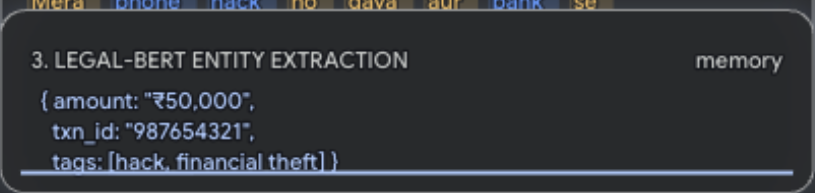 Mera phone hack ho gaya aur bank se
3. LEGAL-BERT ENTITY EXTRACTION memory
{ amount: "₹50,000",
txn_id: "987654321",
tags: [hack, financial theft] }